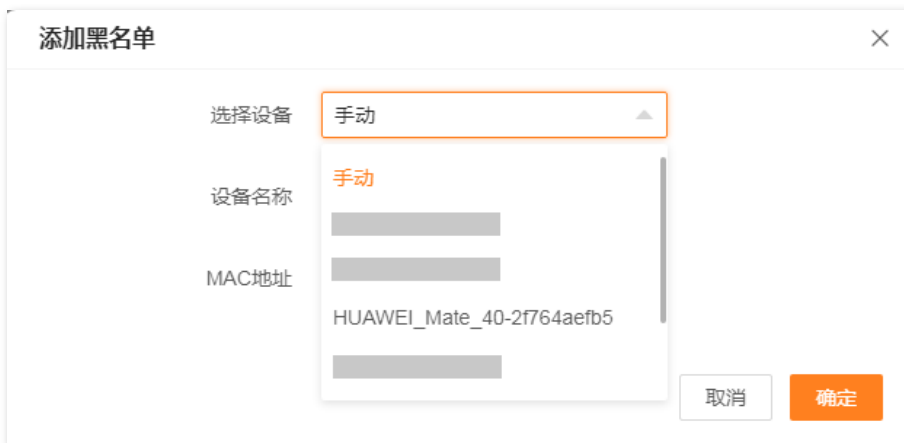 添加黑名单
选择设备 手动
手动
设备名称
MAC地址
HUAWEI_Mate_40-2f764aefb5
取消 确定